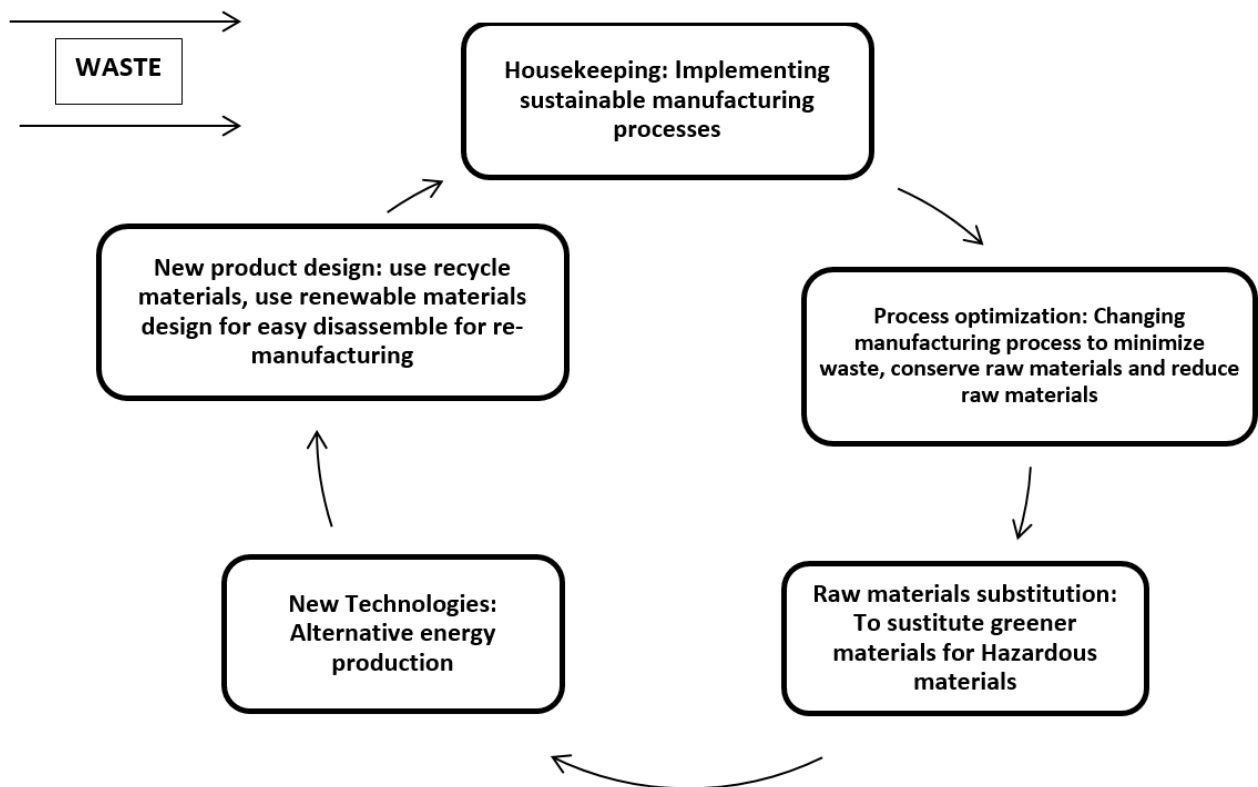 WASTE
Housekeeping: Implementing
sustainable manufacturing
processes
Process optimization: Changing
manufacturing process to minimize
waste, conserve raw materials and reduce
raw materials
Raw materials substitution:
To sustitute greener
materials for Hazardous
materials
New Technologies:
Alternative energy
production
New product design: use recycle
materials, use renewable materials
design for easy disassemble for re-
manufacturing